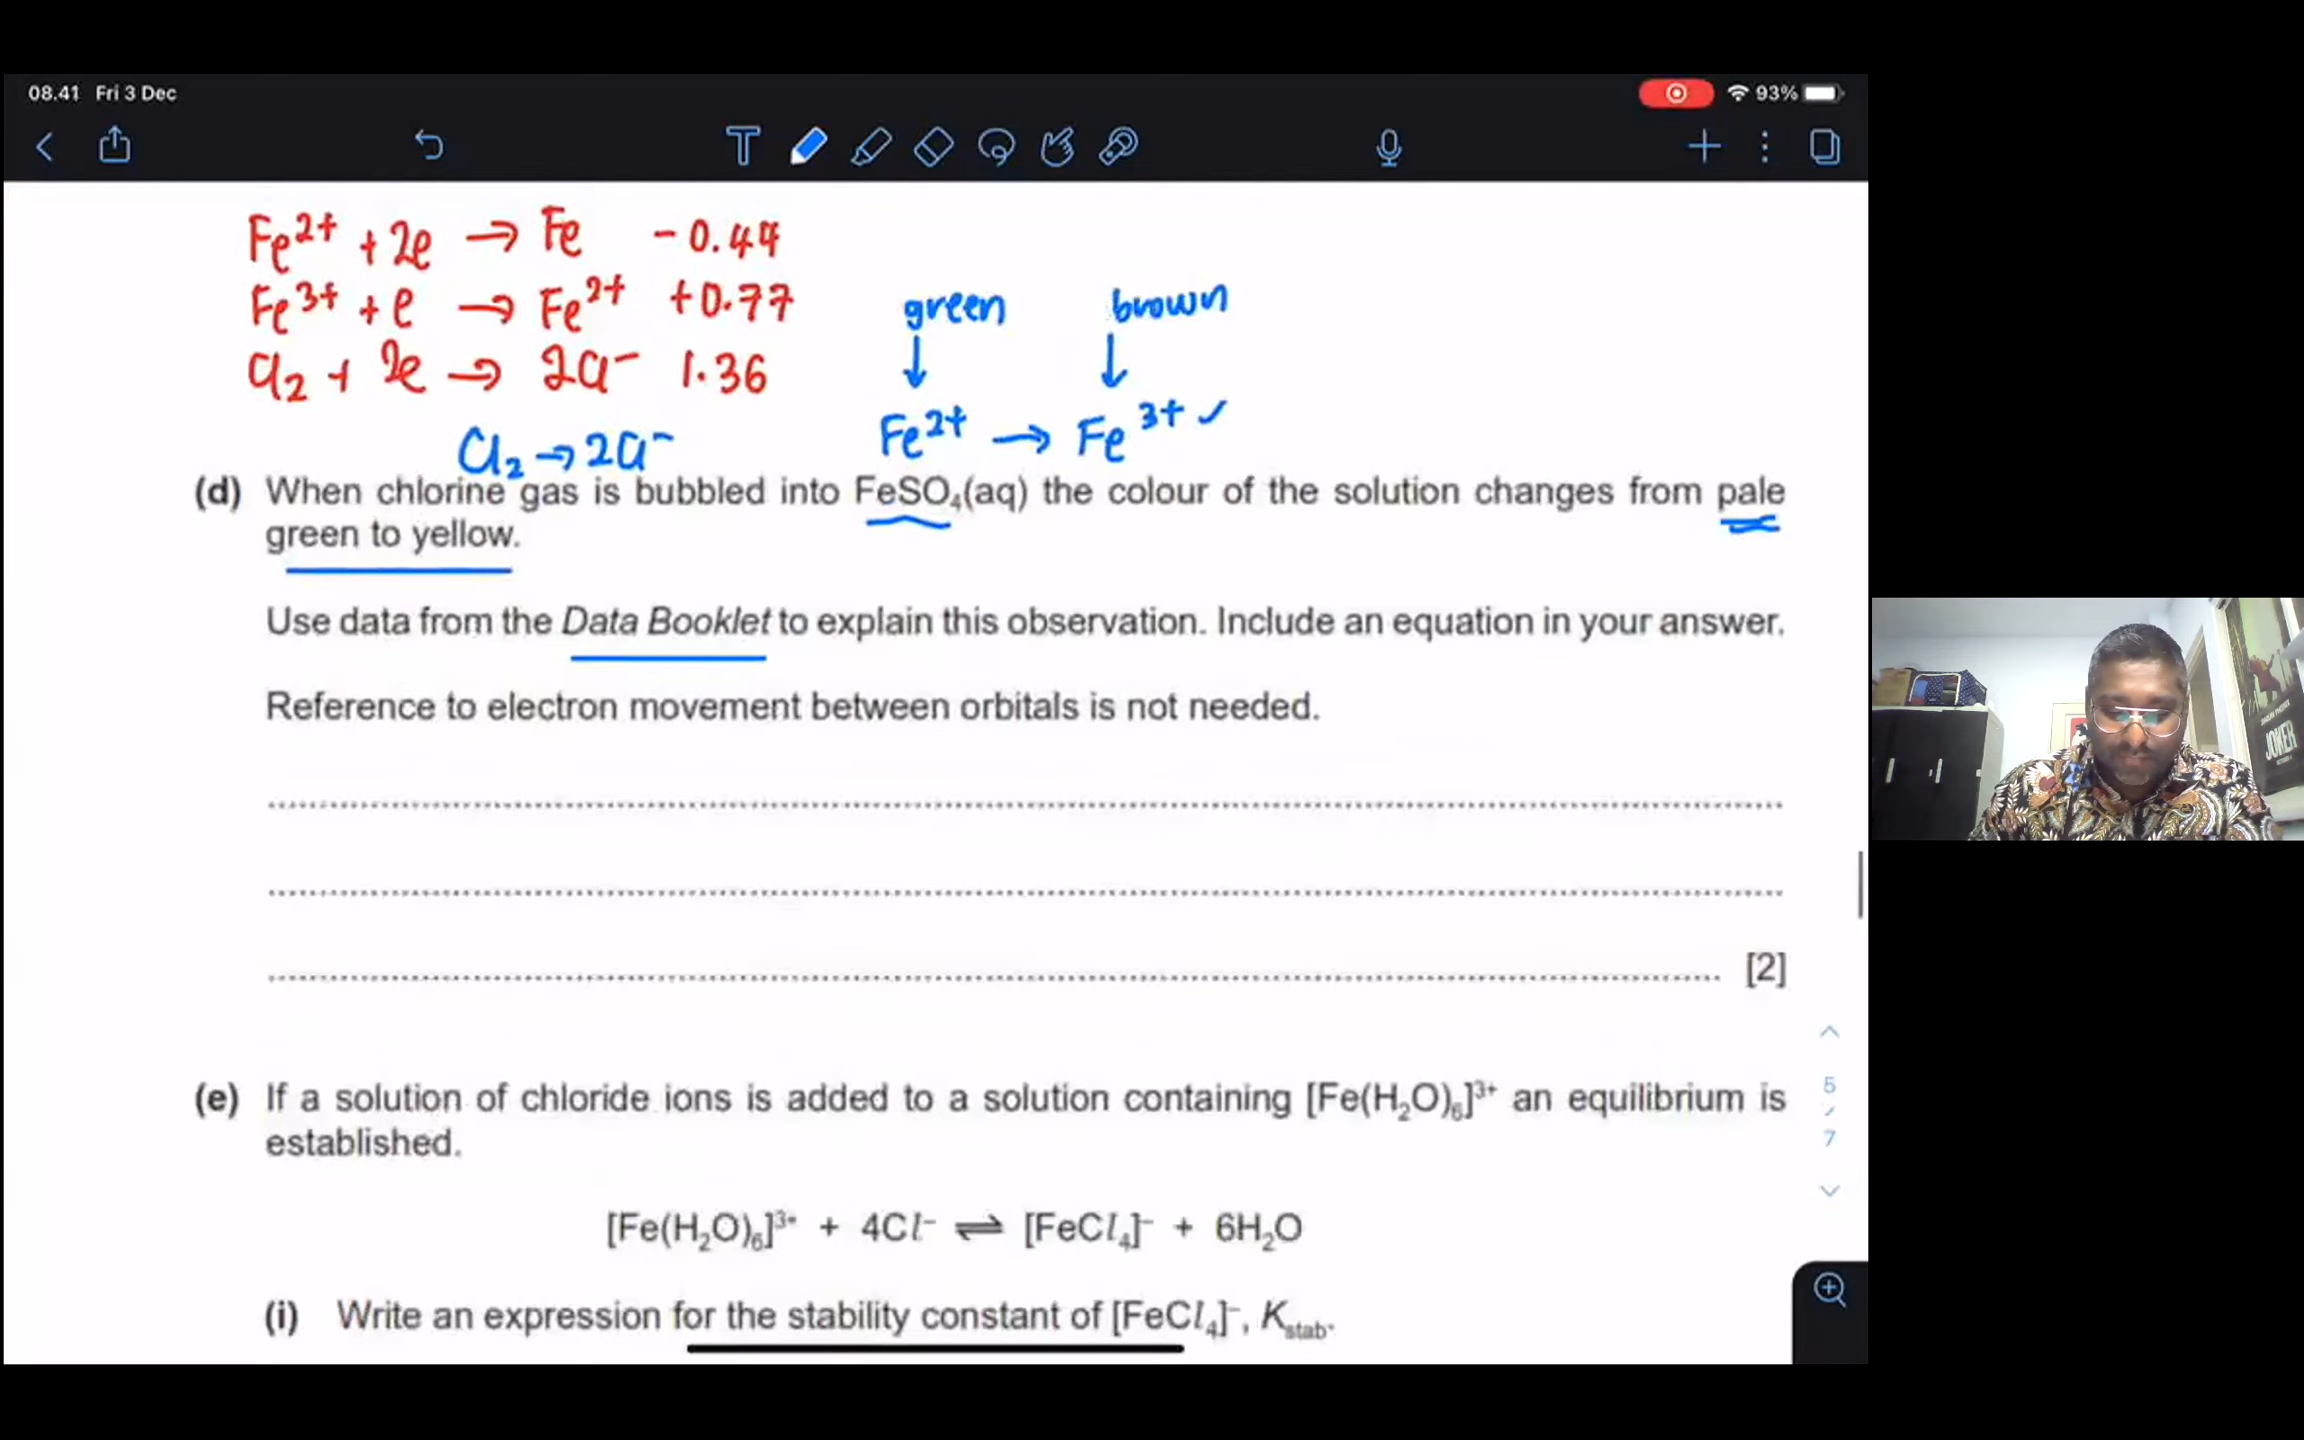 08.41 Fri 3 Dec
93%
T
Fe²⁺ + 2e → Fe -0.44
Fe³⁺ + e → Fe²⁺ +0.77
Cl₂ + 2e → 2Cl⁻ 1.36
green brown
↓ ↓
Fe²⁺ → Fe³⁺ ✓
Cl₂ → 2Cl⁻
(d) When chlorine gas is bubbled into FeSO₄(aq) the colour of the solution changes from pale
green to yellow.
Use data from the Data Booklet to explain this observation. Include an equation in your answer.
Reference to electron movement between orbitals is not needed.
[2]
(e) If a solution of chloride ions is added to a solution containing [Fe(H₂O)₆]³⁺ an equilibrium is
established.
[Fe(H₂O)₆]³⁺ + 4Cl⁻ ⇌ [FeCl₄]⁻ + 6H₂O
(i) Write an expression for the stability constant of [FeCl₄]⁻, Kstab.
5
/
7
JOKER